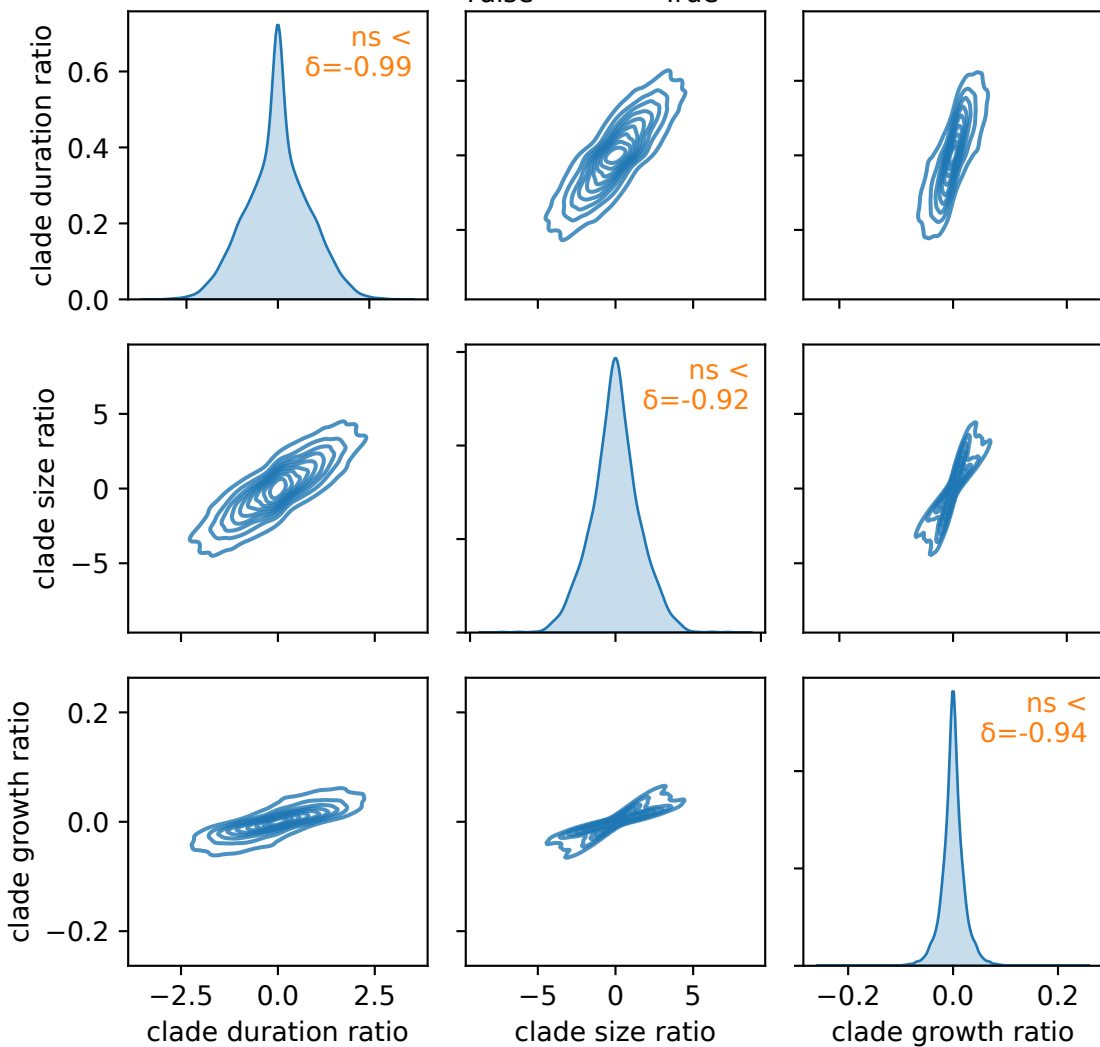 True
ns <
δ=-0.99
clade duration ratio
0.6
0.4
0.2
0.0
ns <
δ=-0.92
clade size ratio
5
0
−5
ns <
δ=-0.94
clade growth ratio
0.2
0.0
−0.2
−2.5 0.0 2.5 −5 0 5 −0.2 0.0 0.2
clade duration ratio clade size ratio clade growth ratio